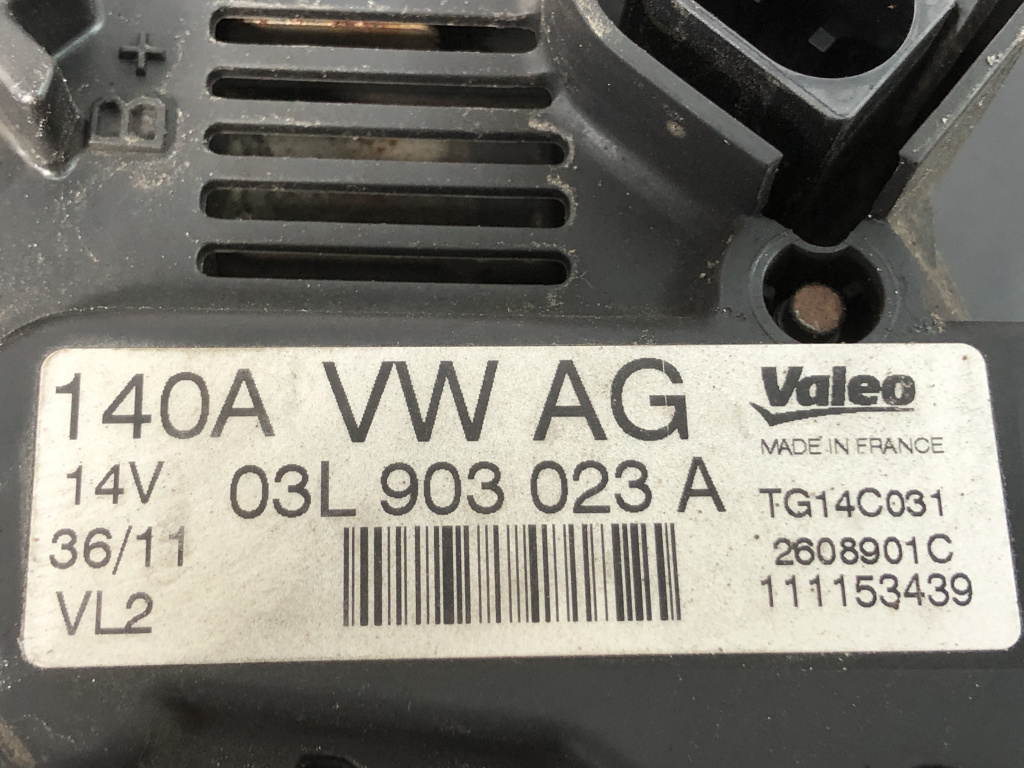 B+
140A VW AG
14V 03L 903 023 A
36/11
VL2
Valeo
MADE IN FRANCE
TG14C031
2608901C
111153439